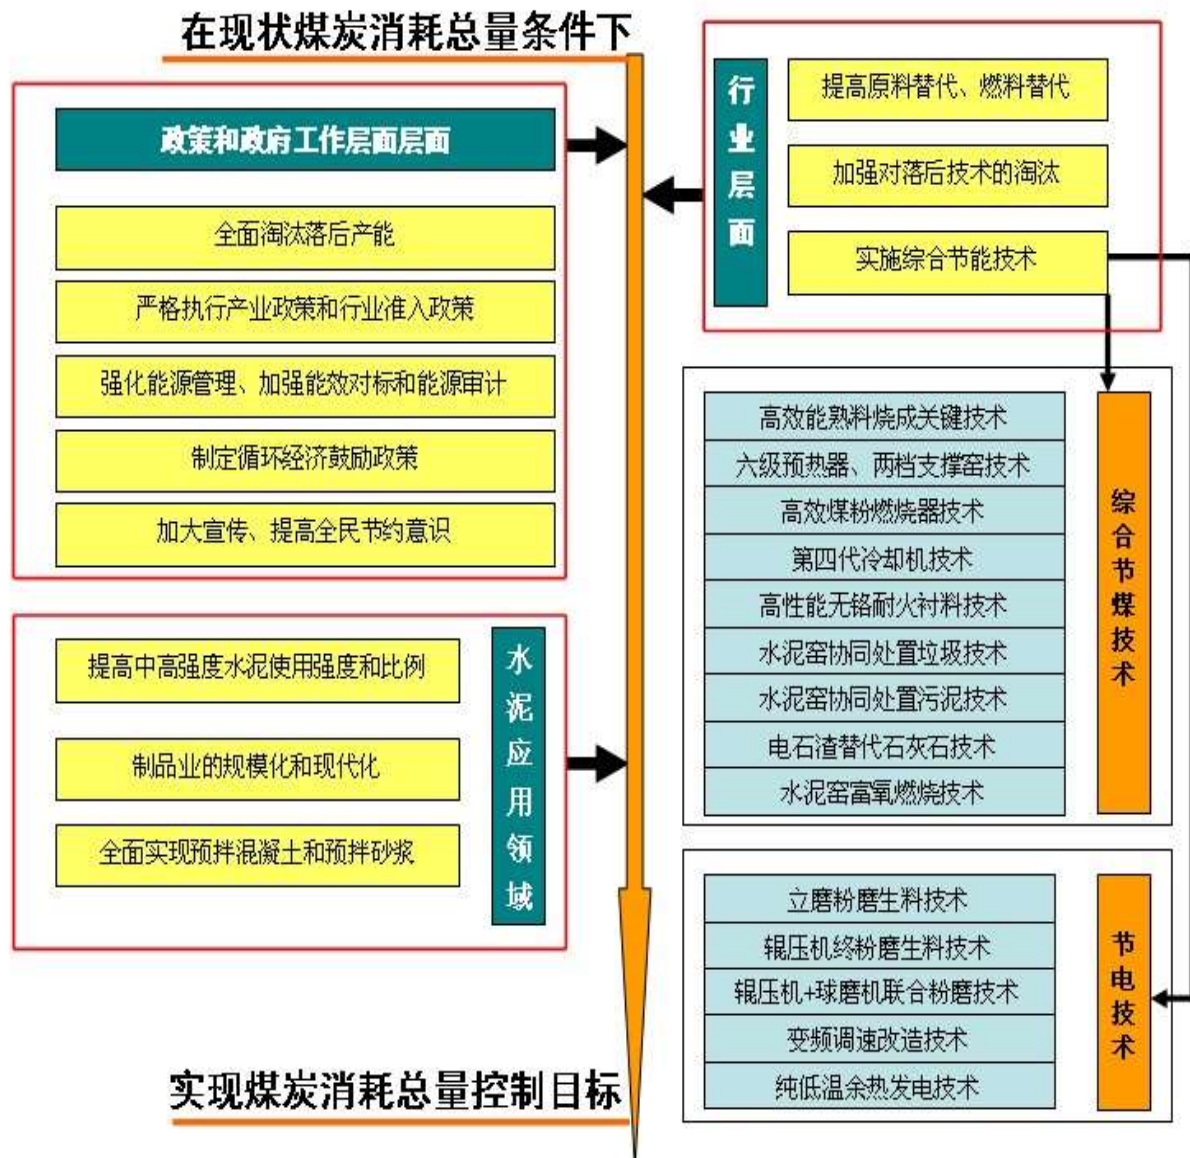 在现状煤炭消耗总量条件下
政策和政府工作层面层面
全面淘汰落后产能
严格执行产业政策和行业准入政策
强化能源管理、加强能效对标和能源审计
制定循环经济鼓励政策
加大宣传、提高全民节约意识
提高中高强度水泥使用强度和比例
制品业的规模化和现代化
全面实现预拌混凝土和预拌砂浆
水泥应用领域
行业层面
提高原料替代、燃料替代
加强对落后技术的淘汰
实施综合节能技术
高效能熟料烧成关键技术
六级预热器、两档支撑窑技术
高效煤粉燃烧器技术
第四代冷却机技术
高性能无铬耐火衬料技术
水泥窑协同处置垃圾技术
水泥窑协同处置污泥技术
电石渣替代石灰石技术
水泥窑富氧燃烧技术
综合节煤技术
立磨粉磨生料技术
辊压机终粉磨生料技术
辊压机+球磨机联合粉磨技术
变频调速改造技术
纯低温余热发电技术
节电技术
实现煤炭消耗总量控制目标